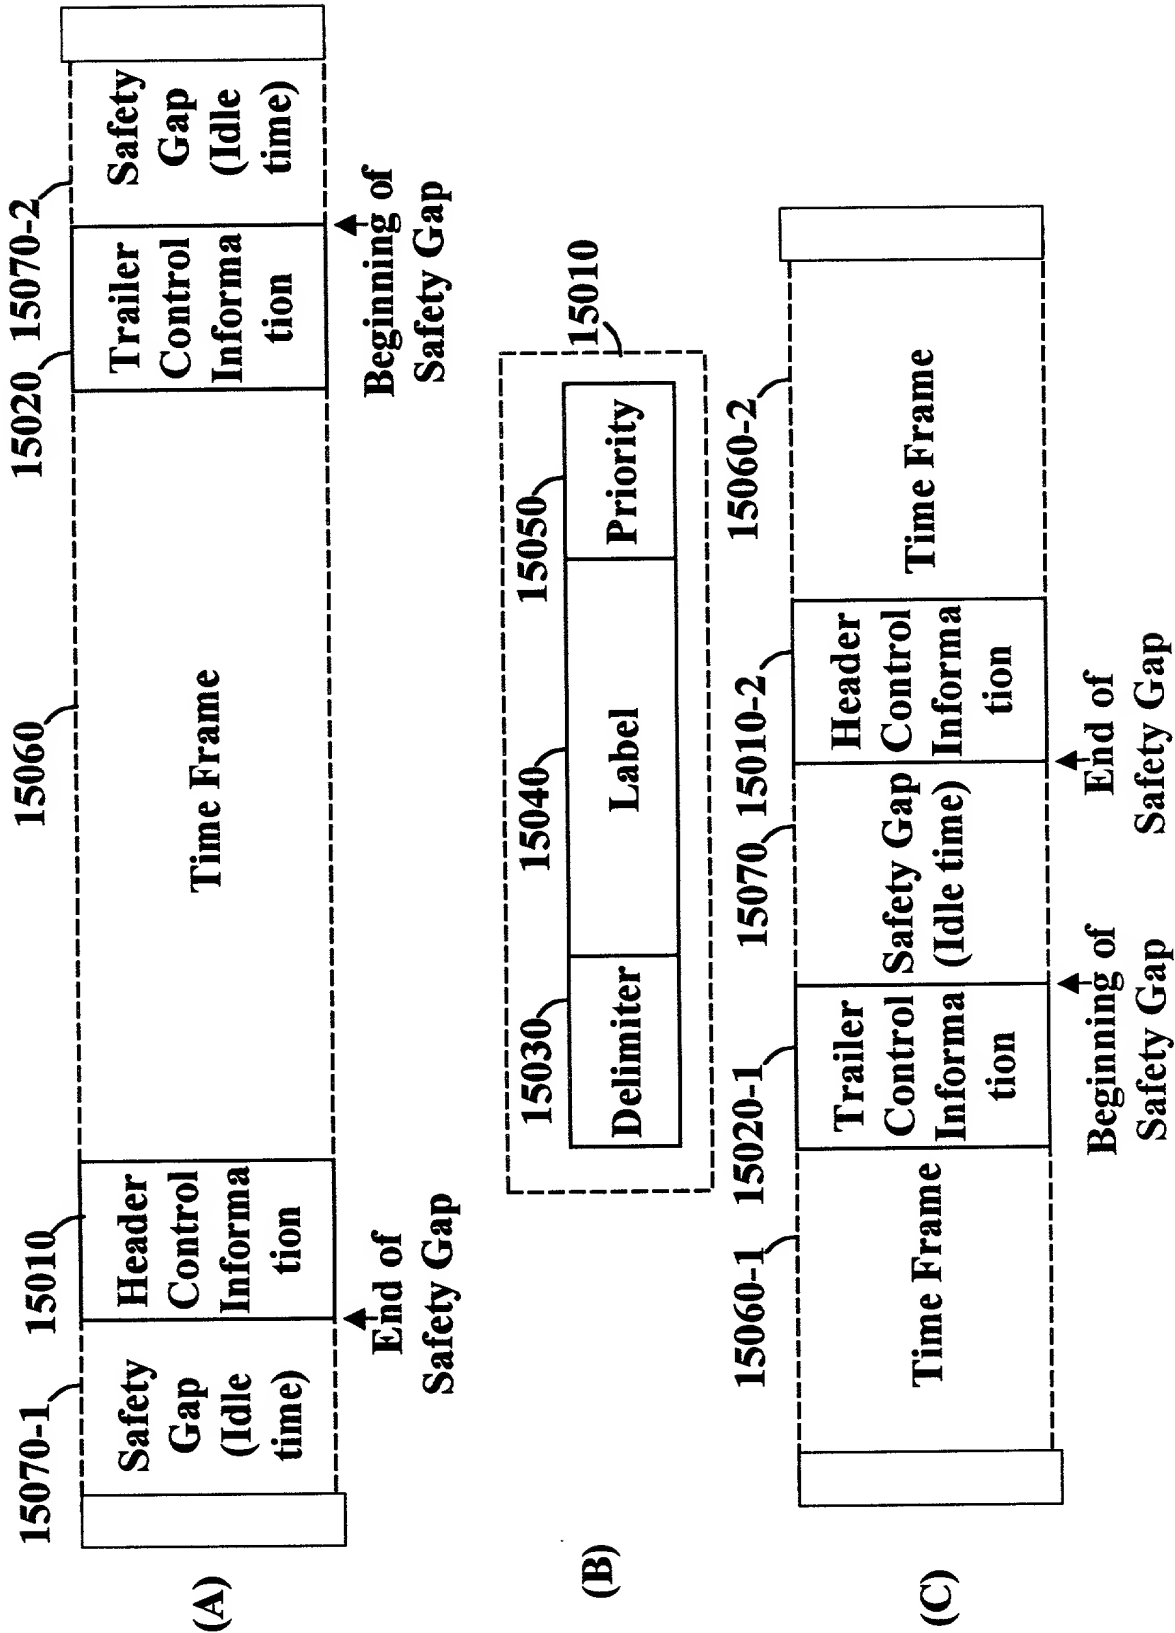 (A)
15070-1
15010
15060
15020
15070-2
Safety
Gap
(Idle
time)
Header
Control
Informa
tion
Time Frame
Trailer
Control
Informa
tion
Safety
Gap
(Idle
time)
End of
Safety Gap
Beginning of
Safety Gap
(B)
15030
15040
15050
15010
Delimiter
Label
Priority
(C)
15060-1
15020-1
15070
15010-2
15060-2
Time Frame
Trailer
Control
Informa
tion
Safety Gap
(Idle time)
Header
Control
Informa
tion
Time Frame
Beginning of
Safety Gap
End of
Safety Gap